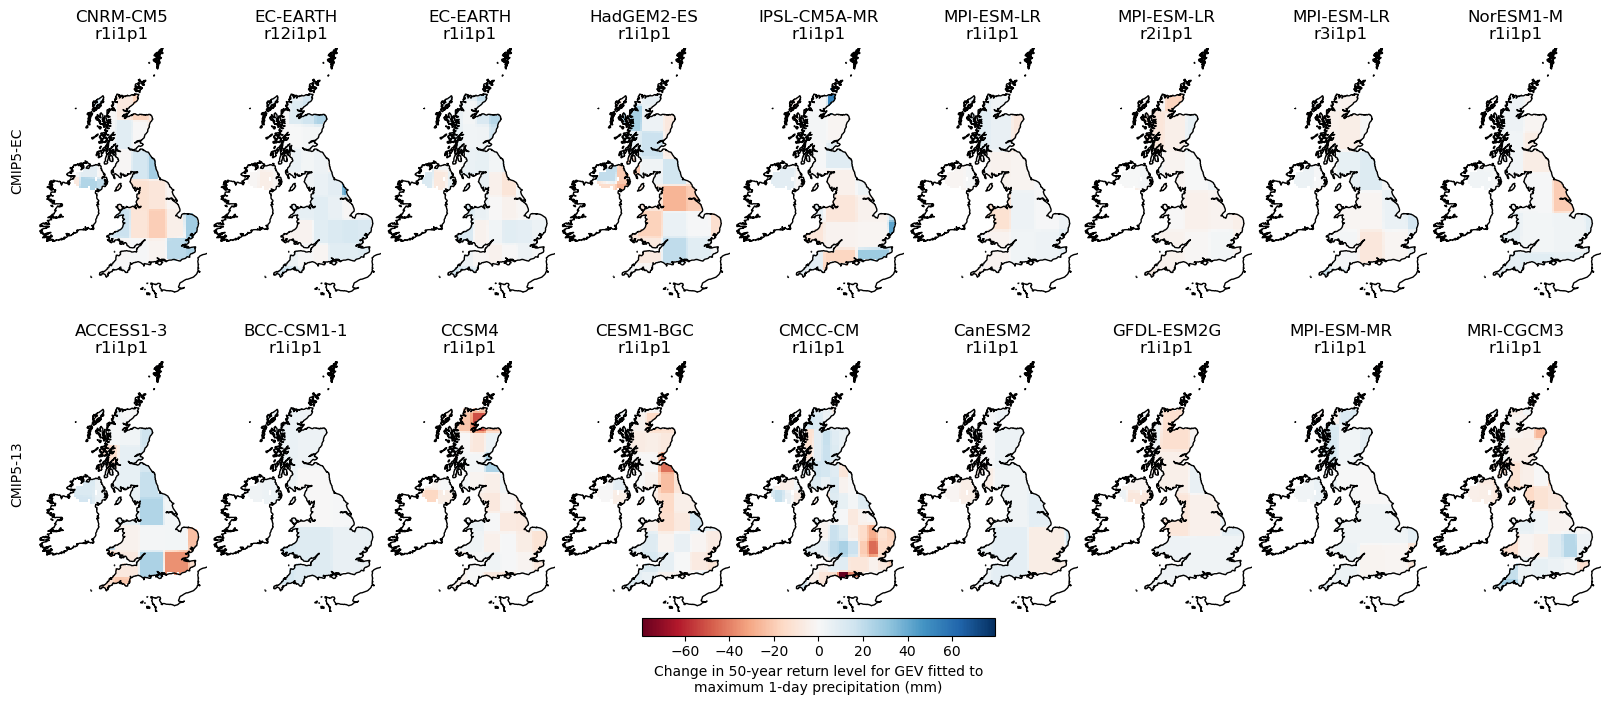 CNRM-CM5
r1i1p1
EC-EARTH
r12i1p1
EC-EARTH
r1i1p1
HadGEM2-ES
r1i1p1
IPSL-CM5A-MR
r1i1p1
MPI-ESM-LR
r1i1p1
MPI-ESM-LR
r2i1p1
MPI-ESM-LR
r3i1p1
NorESM1-M
r1i1p1
CMIP5-EC
ACCESS1-3
r1i1p1
BCC-CSM1-1
r1i1p1
CCSM4
r1i1p1
CESM1-BGC
r1i1p1
CMCC-CM
r1i1p1
CanESM2
r1i1p1
GFDL-ESM2G
r1i1p1
MPI-ESM-MR
r1i1p1
MRI-CGCM3
r1i1p1
CMIP5-13
−60 −40 −20 0 20 40 60
Change in 50-year return level for GEV fitted to
maximum 1-day precipitation (mm)